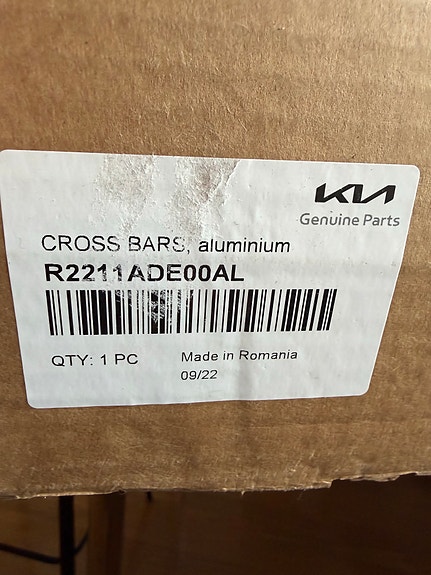 KIA
Genuine Parts
CROSS BARS, aluminium
R2211ADE00AL
QTY: 1 PC
Made in Romania
09/22